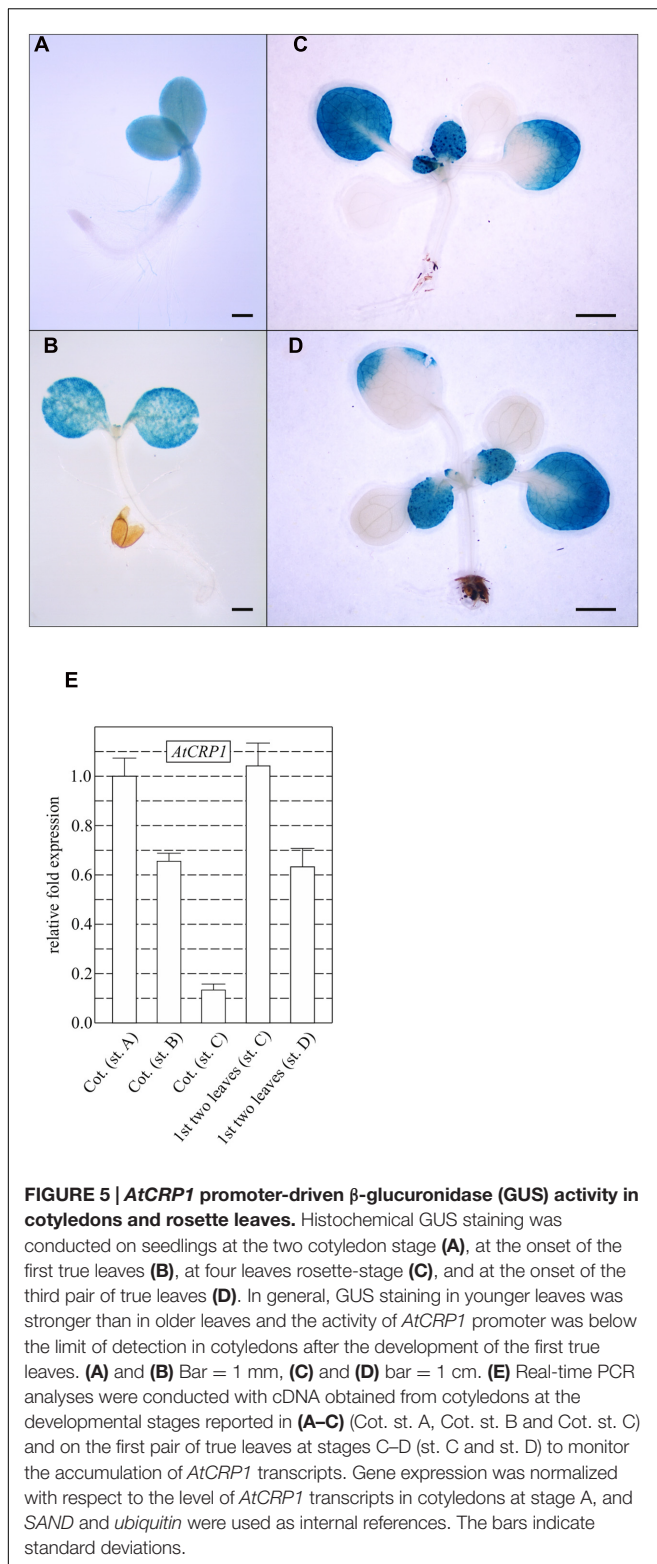 A
C
B
D
E
AtCRP1
relative fold expression
1.0
0.8
0.6
0.4
0.2
0.0
Cot. (st. A)
Cot. (st. B)
Cot. (st. C)
1st two leaves (st. C)
1st two leaves (st. D)
FIGURE 5 | AtCRP1 promoter-driven β-glucuronidase (GUS) activity in
cotyledons and rosette leaves. Histochemical GUS staining was
conducted on seedlings at the two cotyledon stage (A), at the onset of the
first true leaves (B), at four leaves rosette-stage (C), and at the onset of the
third pair of true leaves (D). In general, GUS staining in younger leaves was
stronger than in older leaves and the activity of AtCRP1 promoter was below
the limit of detection in cotyledons after the development of the first true
leaves. (A) and (B) Bar = 1 mm, (C) and (D) bar = 1 cm. (E) Real-time PCR
analyses were conducted with cDNA obtained from cotyledons at the
developmental stages reported in (A–C) (Cot. st. A, Cot. st. B and Cot. st. C)
and on the first pair of true leaves at stages C–D (st. C and st. D) to monitor
the accumulation of AtCRP1 transcripts. Gene expression was normalized
with respect to the level of AtCRP1 transcripts in cotyledons at stage A, and
SAND and ubiquitin were used as internal references. The bars indicate
standard deviations.